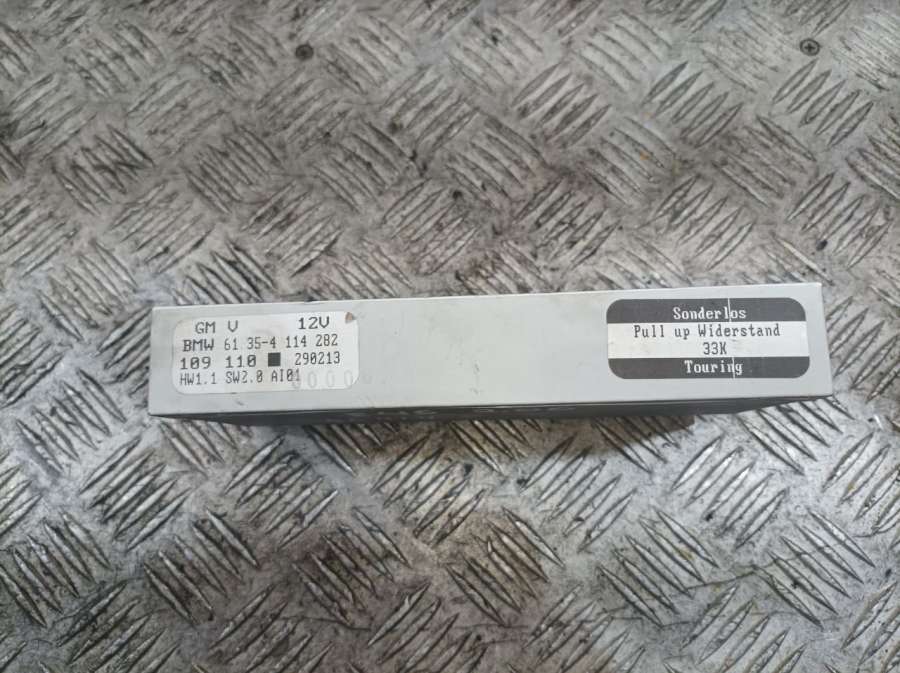 GM V 12V
BMW 61.35-4 114 282
109 110 ■ 290213
HW1.1 SW2.0 AI01
0000
Sonderlos
Pull up Widerstand
33K
Touring